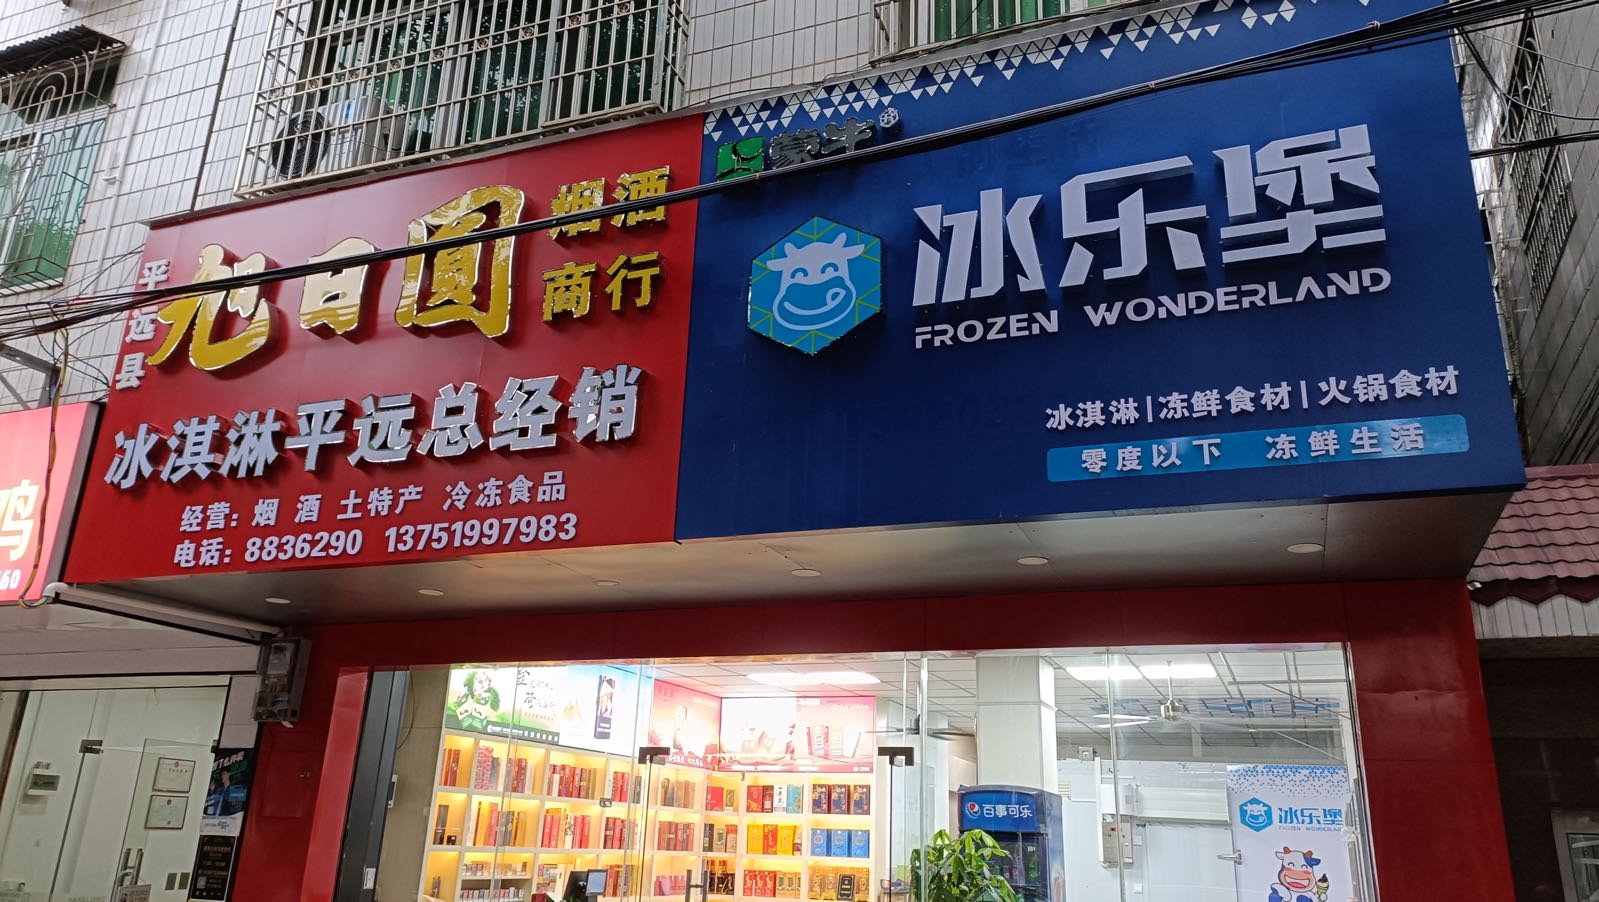 平远县
旭日圆
烟酒
商行
冰淇淋平远总经销
经营: 烟 酒 土特产 冷冻食品
电话: 8836290 13751997983
蒙牛
冰乐堡
FROZEN WONDERLAND
冰淇淋|冻鲜食材|火锅食材
零度以下 冻鲜生活
鸡
百事可乐
冰乐堡
FROZEN WONDERLAND